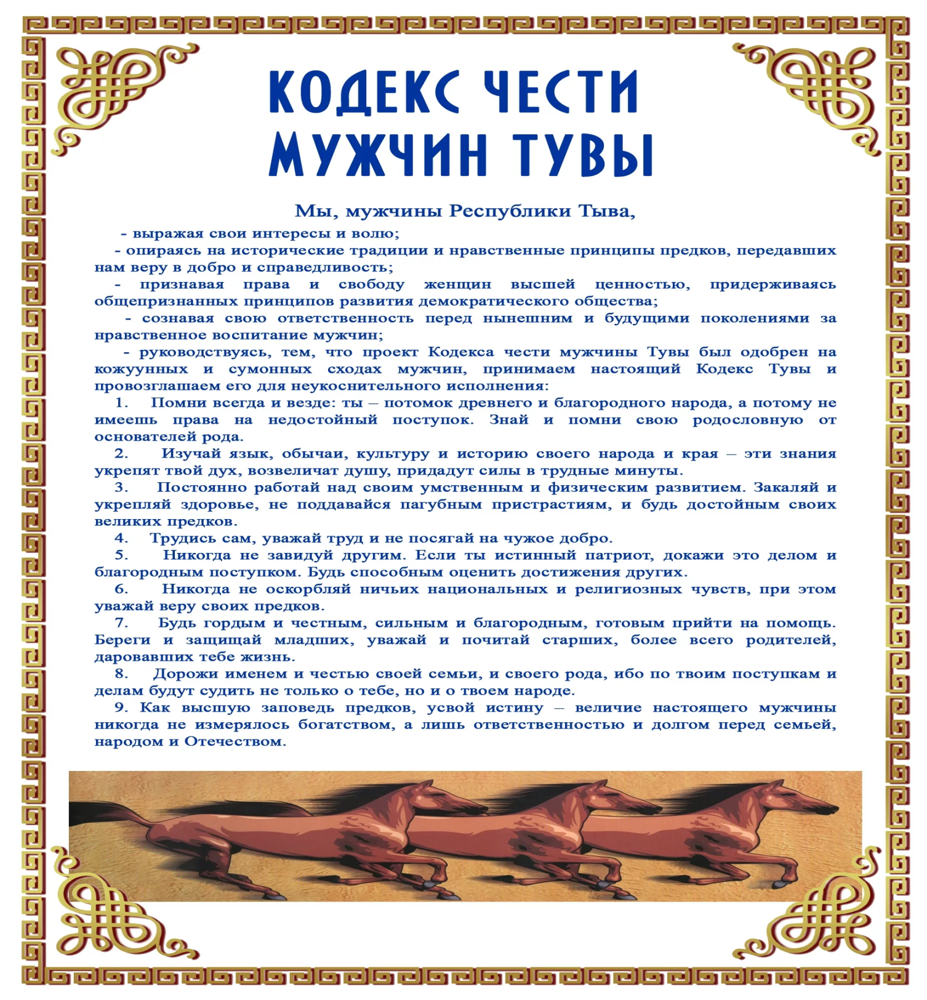 КОДЕКС ЧЕСТИ
МУЖЧИН ТУВЫ
Мы, мужчины Республики Тыва,
- выражая свои интересы и волю;
- опираясь на исторические традиции и нравственные принципы предков, передавших
нам веру в добро и справедливость;
- признавая права и свободу женщин высшей ценностью, придерживаясь
общепризнанных принципов развития демократического общества;
- сознавая свою ответственность перед нынешним и будущими поколениями за
нравственное воспитание мужчин;
- руководствуясь, тем, что проект Кодекса чести мужчины Тувы был одобрен на
кожуунных и сумонных сходах мужчин, принимаем настоящий Кодекс Тувы и
провозглашаем его для неукоснительного исполнения:
1. Помни всегда и везде: ты – потомок древнего и благородного народа, а потому не
имеешь права на недостойный поступок. Знай и помни свою родословную от
основателей рода.
2. Изучай язык, обычаи, культуру и историю своего народа и края – эти знания
укрепят твой дух, возвеличат душу, придадут силы в трудные минуты.
3. Постоянно работай над своим умственным и физическим развитием. Закаляй и
укрепляй здоровье, не поддавайся пагубным пристрастиям, и будь достойным своих
великих предков.
4. Трудись сам, уважай труд и не посягай на чужое добро.
5. Никогда не завидуй другим. Если ты истинный патриот, докажи это делом и
благородным поступком. Будь способным оценить достижения других.
6. Никогда не оскорбляй ничьих национальных и религиозных чувств, при этом
уважай веру своих предков.
7. Будь гордым и честным, сильным и благородным, готовым прийти на помощь.
Береги и защищай младших, уважай и почитай старших, более всего родителей,
даровавших тебе жизнь.
8. Дорожи именем и честью своей семьи, и своего рода, ибо по твоим поступкам и
делам будут судить не только о тебе, но и о твоем народе.
9. Как высшую заповедь предков, усвой истину – величие настоящего мужчины
никогда не измерялось богатством, а лишь ответственностью и долгом перед семьей,
народом и Отечеством.